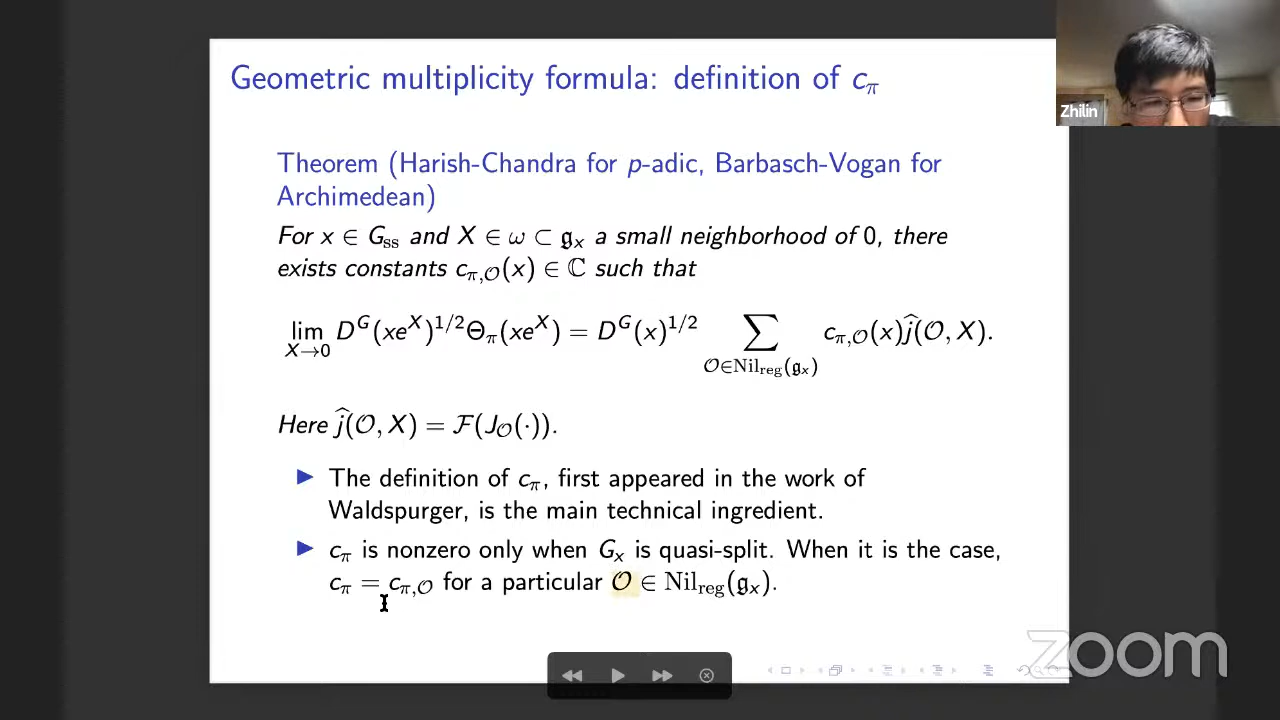 Geometric multiplicity formula: definition of c_π
Zhilin
Theorem (Harish-Chandra for p-adic, Barbasch-Vogan for
Archimedean)
For x ∈ G_ss and X ∈ ω ⊂ 𝔤_x a small neighborhood of 0, there
exists constants c_{π,𝒪}(x) ∈ ℂ such that
lim_{X→0} D^G(xe^X)^{1/2}Θ_π(xe^X) = D^G(x)^{1/2} ∑_{𝒪∈Nil_reg(𝔤_x)} c_{π,𝒪}(x)ĵ(𝒪, X).
Here ĵ(𝒪, X) = ℱ(J_𝒪(·)).
▶ The definition of c_π, first appeared in the work of
Waldspurger, is the main technical ingredient.
▶ c_π is nonzero only when G_x is quasi-split. When it is the case,
c_π = c_{π,𝒪} for a particular 𝒪 ∈ Nil_reg(𝔤_x).
zoom